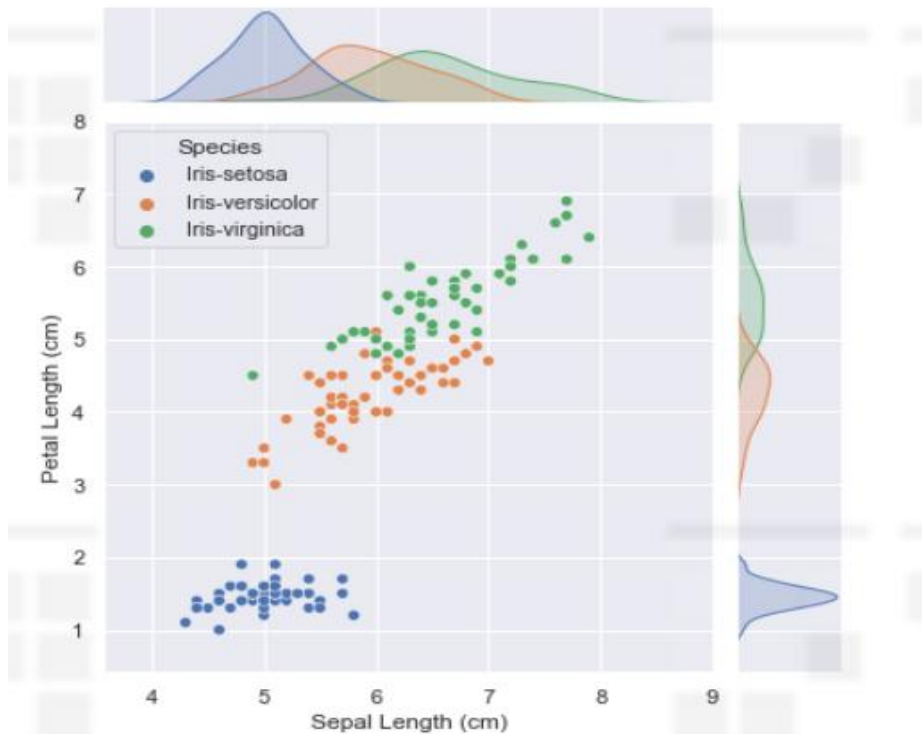 8
Species
Iris-setosa
Iris-versicolor
Iris-virginica
7
6
5
4
3
2
1
Petal Length (cm)
4 5 6 7 8 9
Sepal Length (cm)